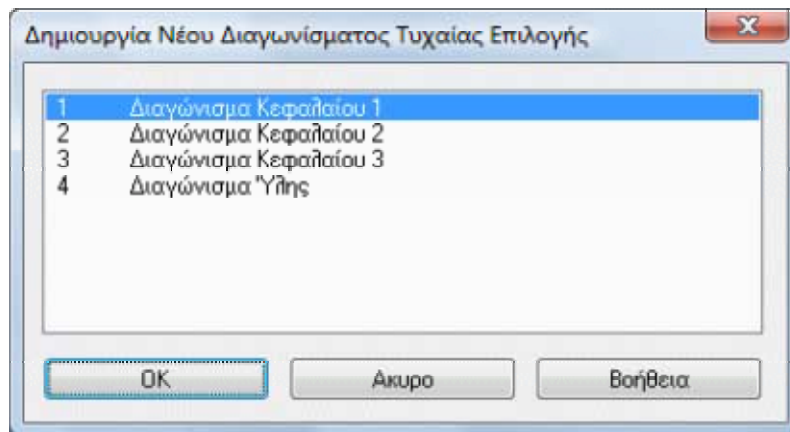 Δημιουργία Νέου Διαγωνίσματος Τυχαίας Επιλογής
1 Διαγώνισμα Κεφαλαίου 1
2 Διαγώνισμα Κεφαλαίου 2
3 Διαγώνισμα Κεφαλαίου 3
4 Διαγώνισμα Ύλης
OK Ακυρο Βοήθεια